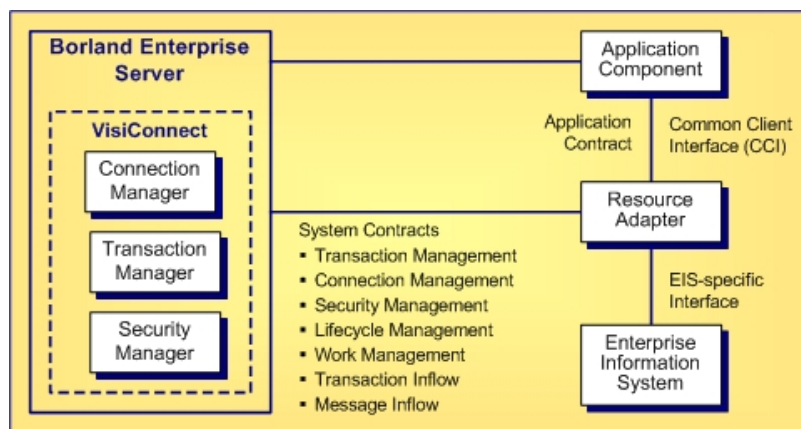 Borland Enterprise
Server
VisiConnect
Connection
Manager
Transaction
Manager
Security
Manager
Application
Component
Application
Contract
Common Client
Interface (CCI)
Resource
Adapter
System Contracts
▪ Transaction Management
▪ Connection Management
▪ Security Management
▪ Lifecycle Management
▪ Work Management
▪ Transaction Inflow
▪ Message Inflow
EIS-specific
Interface
Enterprise
Information
System